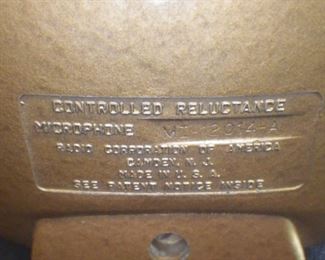 CONTROLLED RELUCTANCE
MICROPHONE MI 12014-A
RADIO CORPORATION OF AMERICA
CAMDEN, N. J.
MADE IN U. S. A.
SEE PATENT NOTICE INSIDE